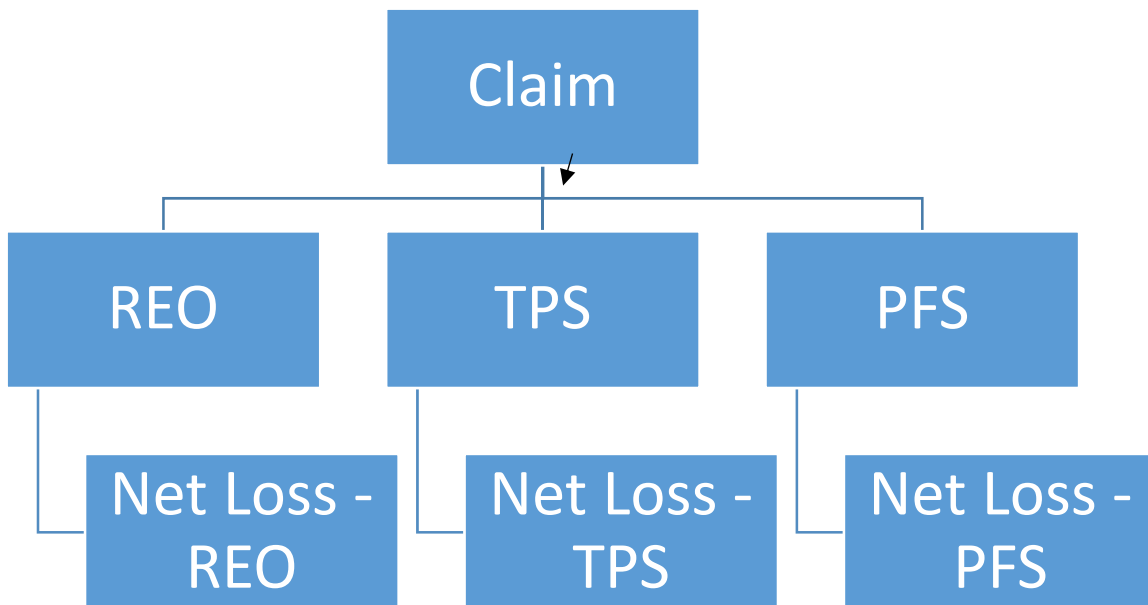 Claim
REO
TPS
PFS
Net Loss -
REO
Net Loss -
TPS
Net Loss -
PFS